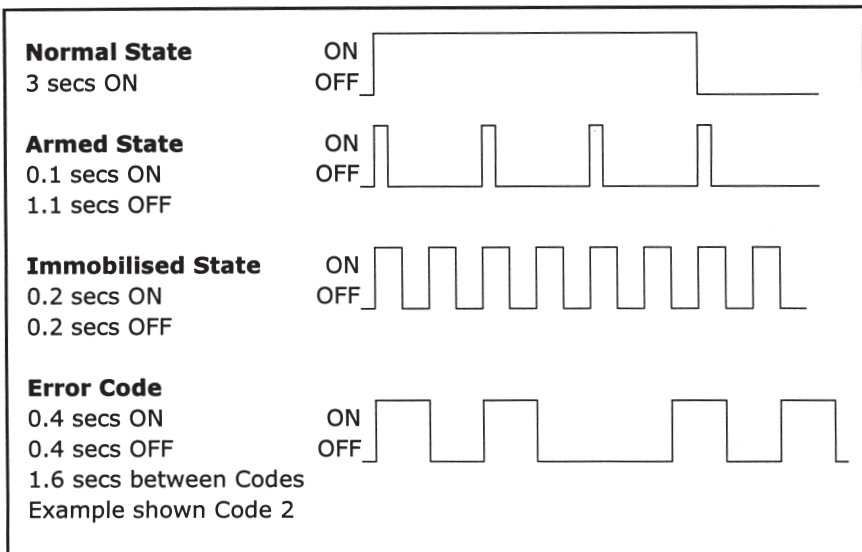 Normal State
ON
3 secs ON
OFF
Armed State
ON
0.1 secs ON
OFF
1.1 secs OFF
Immobilised State
ON
0.2 secs ON
OFF
0.2 secs OFF
Error Code
0.4 secs ON
ON
0.4 secs OFF
OFF
1.6 secs between Codes
Example shown Code 2